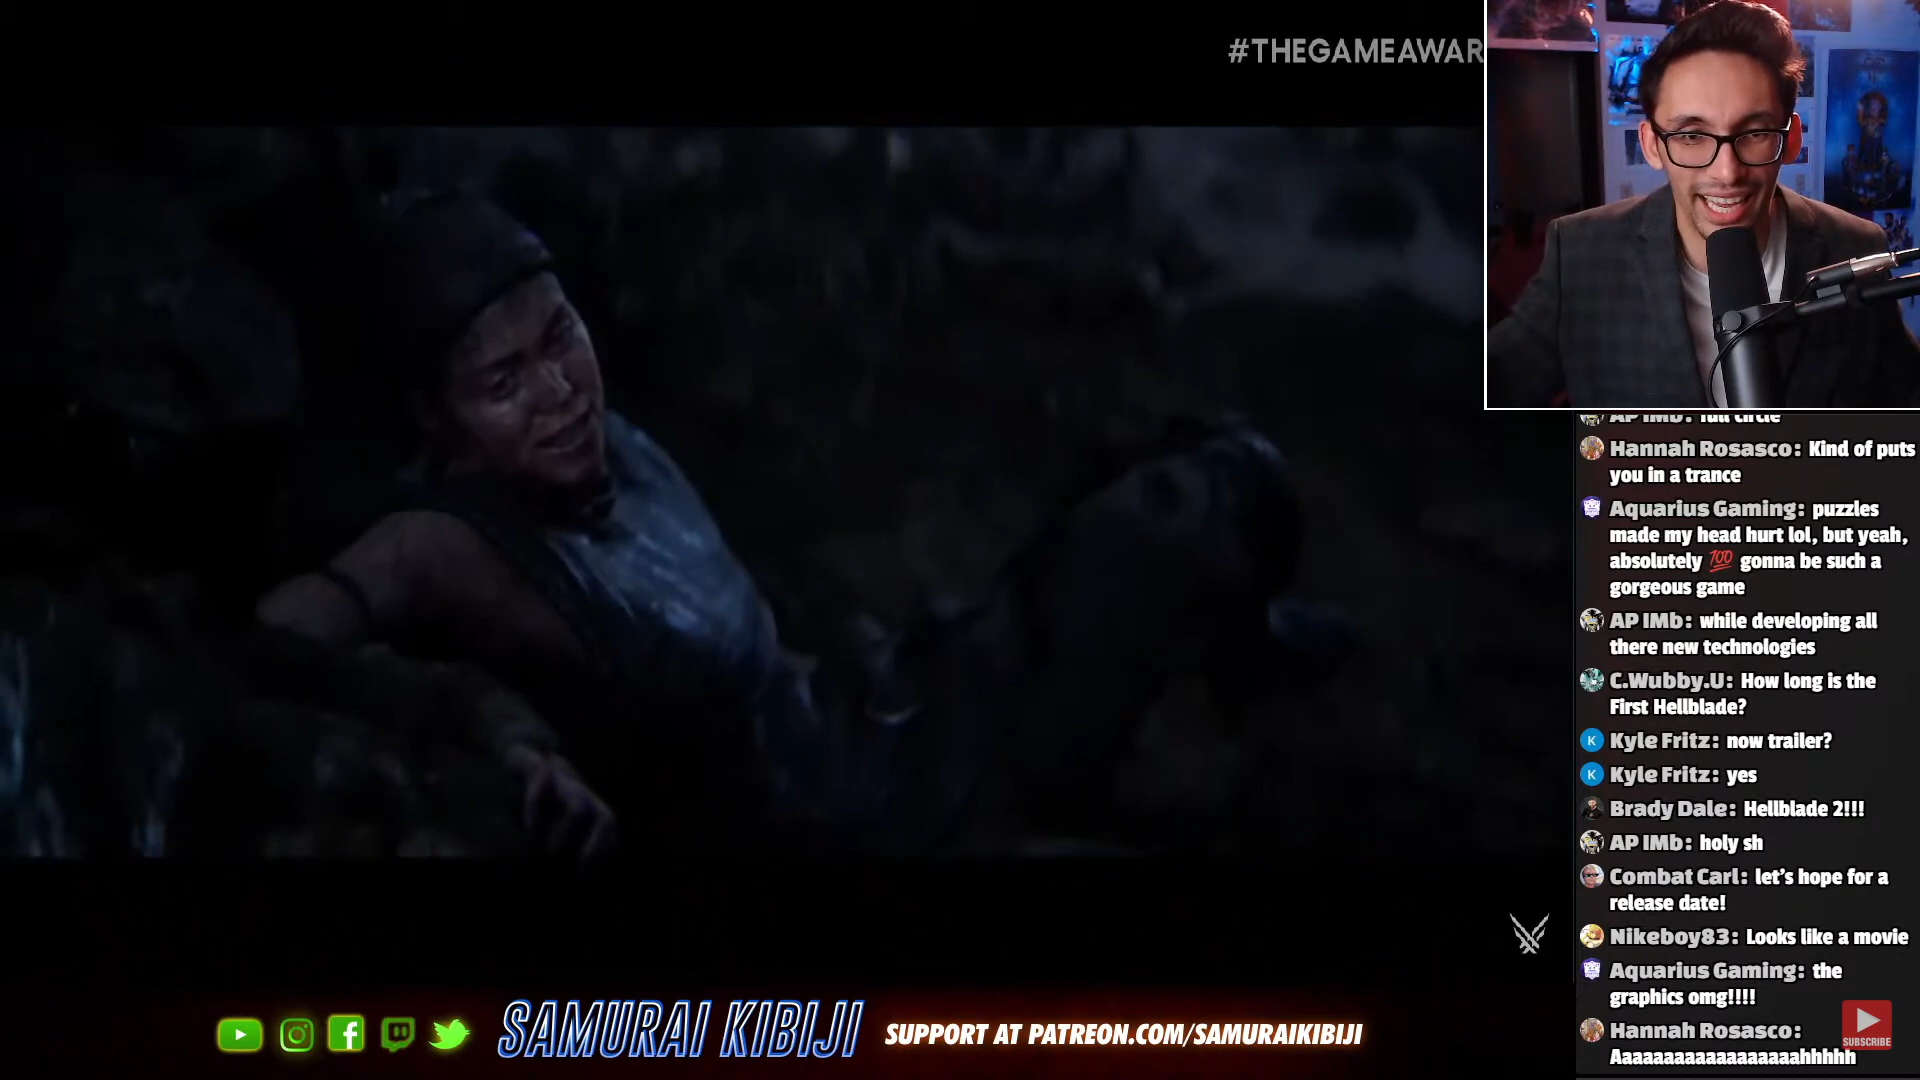 #THEGAMEAWAR
AP IMb: full circle
Hannah Rosasco: Kind of puts
you in a trance
Aquarius Gaming: puzzles
made my head hurt lol, but yeah,
absolutely 💯 gonna be such a
gorgeous game
AP IMb: while developing all
there new technologies
C.Wubby.U: How long is the
First Hellblade?
K Kyle Fritz: now trailer?
K Kyle Fritz: yes
Brady Dale: Hellblade 2!!!
AP IMb: holy sh
Combat Carl: let's hope for a
release date!
Nikeboy83: Looks like a movie
Aquarius Gaming: the
graphics omg!!!!
Hannah Rosasco:
Aaaaaaaaaaaaaaaaaahhhhh
SUBSCRIBE
SAMURAI KIBIJI
SUPPORT AT PATREON.COM/SAMURAIKIBIJI